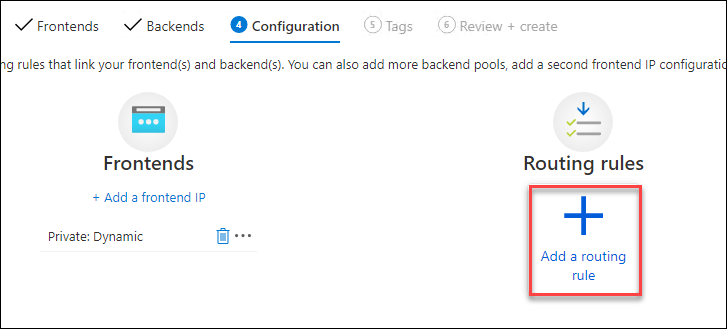 Frontends
Backends
4 Configuration
5 Tags
6 Review + create
ng rules that link your frontend(s) and backend(s). You can also add more backend pools, add a second frontend IP configuratio
Frontends
+ Add a frontend IP
Private: Dynamic
Routing rules
Add a routing
rule